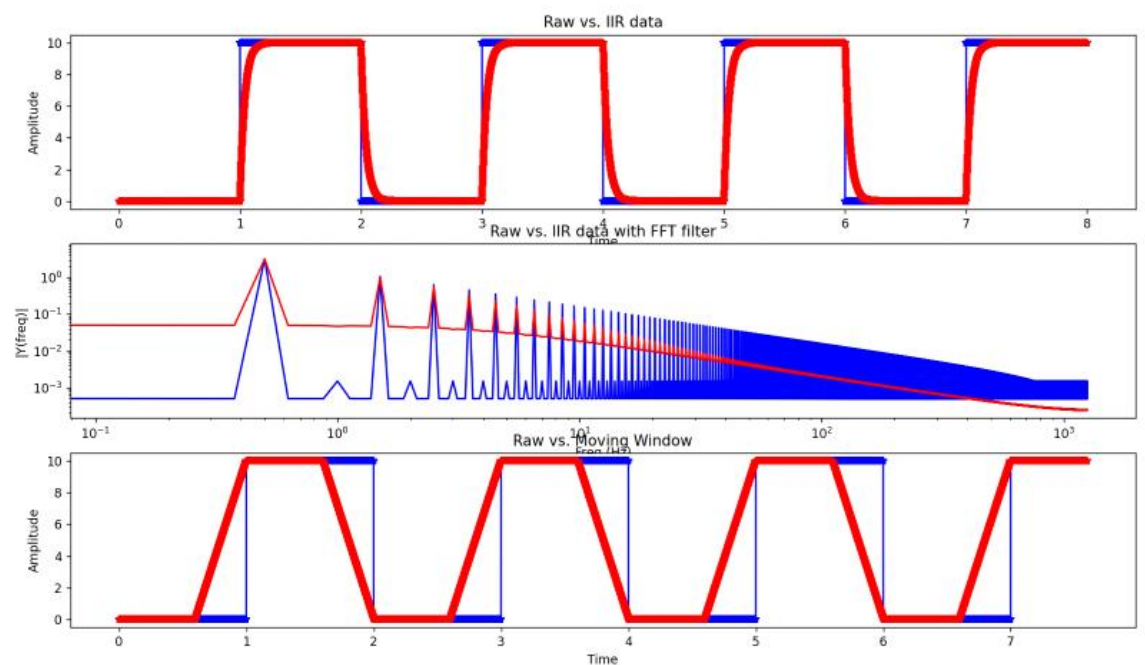 Raw vs. IIR data
Amplitude
10
8
6
4
2
0
0 1 2 3 4 5 6 7 8
Time
Raw vs. IIR data with FFT filter
|Y(freq)|
10⁰
10⁻¹
10⁻²
10⁻³
10⁻¹ 10⁰ 10¹ 10² 10³
Freq (Hz)
Raw vs. Moving Window
Amplitude
10
8
6
4
2
0
0 1 2 3 4 5 6 7
Time